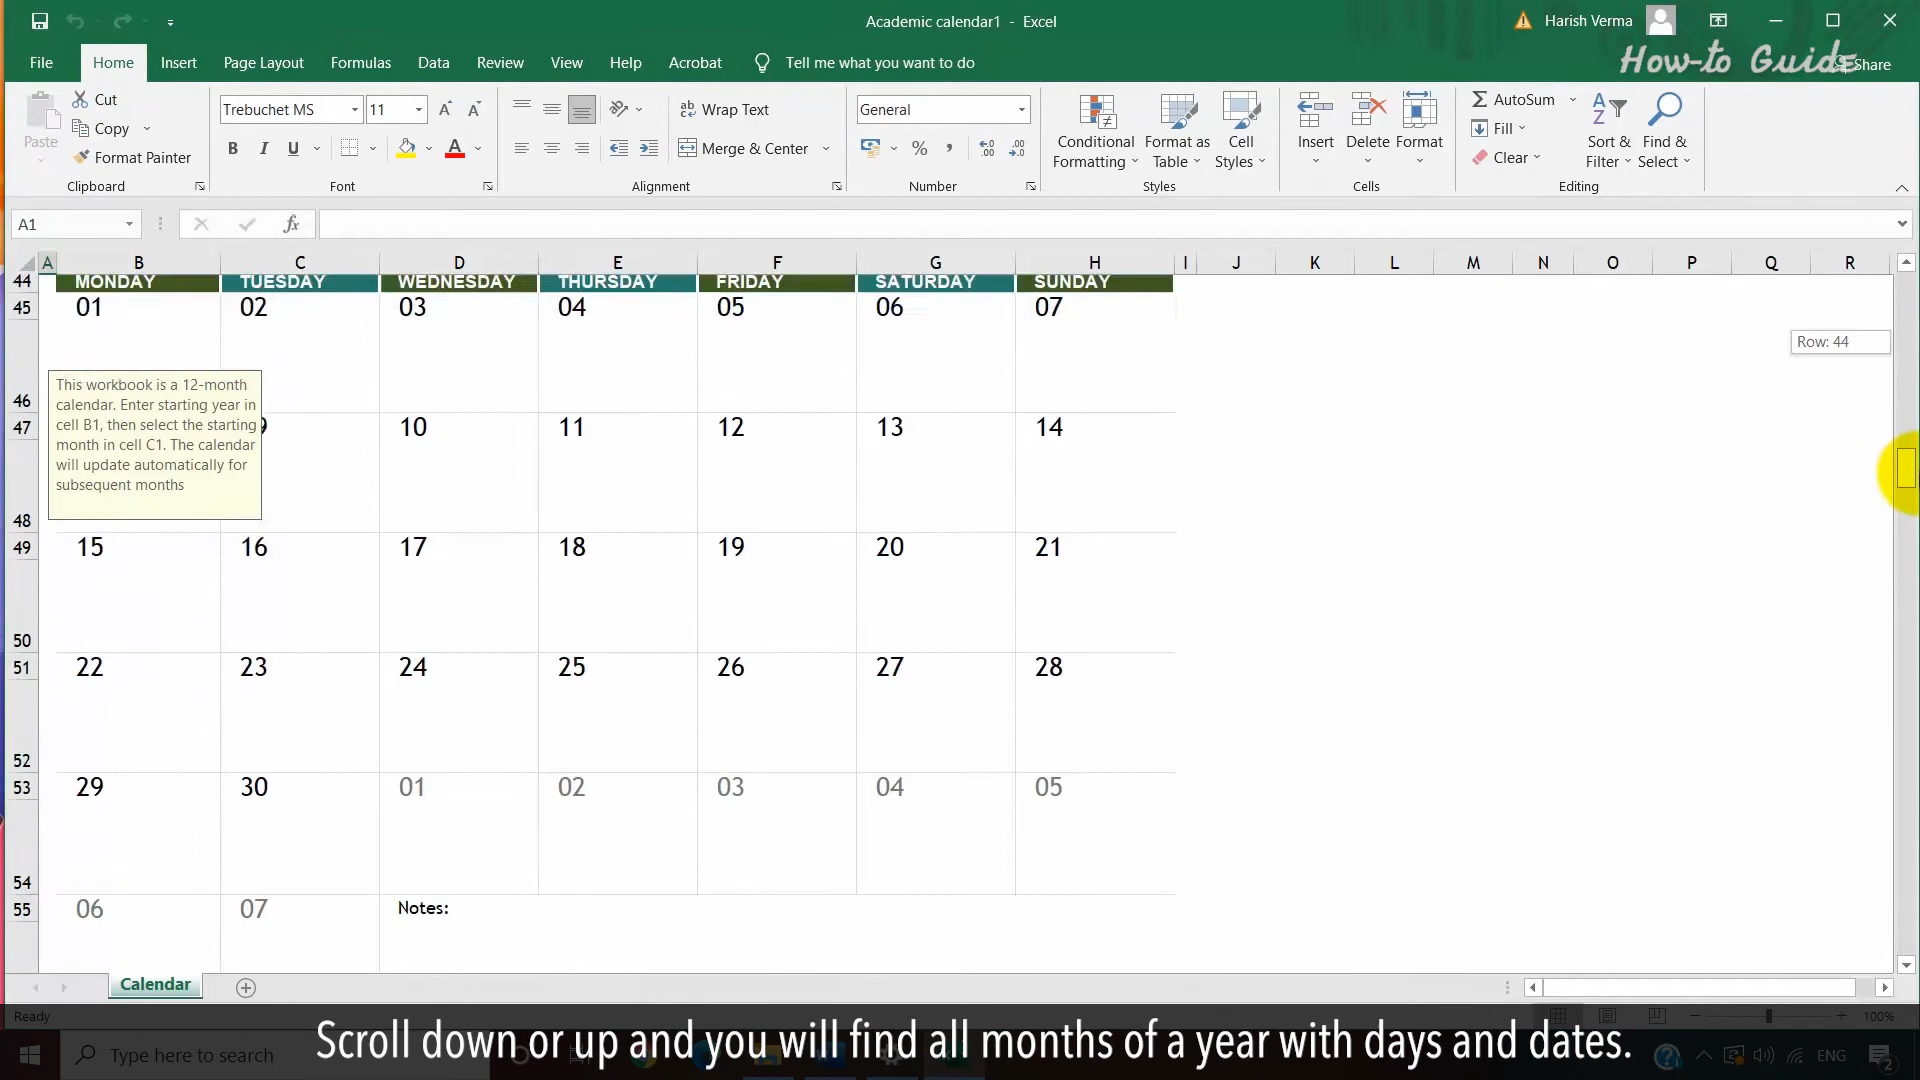 Academic calendar1 - Excel
Harish Verma
How-to Guide
File Home Insert Page Layout Formulas Data Review View Help Acrobat Tell me what you want to do Share
Paste
Cut
Copy
Format Painter
Clipboard
Trebuchet MS 11
B I U
Font
Wrap Text
Merge & Center
Alignment
General
%
Number
Conditional Formatting
Format as Table
Cell Styles
Styles
Insert Delete Format
Cells
AutoSum
Fill
Clear
Sort & Filter
Find & Select
Editing
A1
fx
A B C D E F G H I J K L M N O P Q R
44 MONDAY TUESDAY WEDNESDAY THURSDAY FRIDAY SATURDAY SUNDAY
45 01 02 03 04 05 06 07
Row: 44
This workbook is a 12-month
calendar. Enter starting year in
cell B1, then select the starting
month in cell C1. The calendar
will update automatically for
subsequent months
46
47 10 11 12 13 14
48
49 15 16 17 18 19 20 21
50
51 22 23 24 25 26 27 28
52
53 29 30 01 02 03 04 05
54
55 06 07 Notes:
Calendar
Ready
100%
Type here to search
Scroll down or up and you will find all months of a year with days and dates.
ENG
2